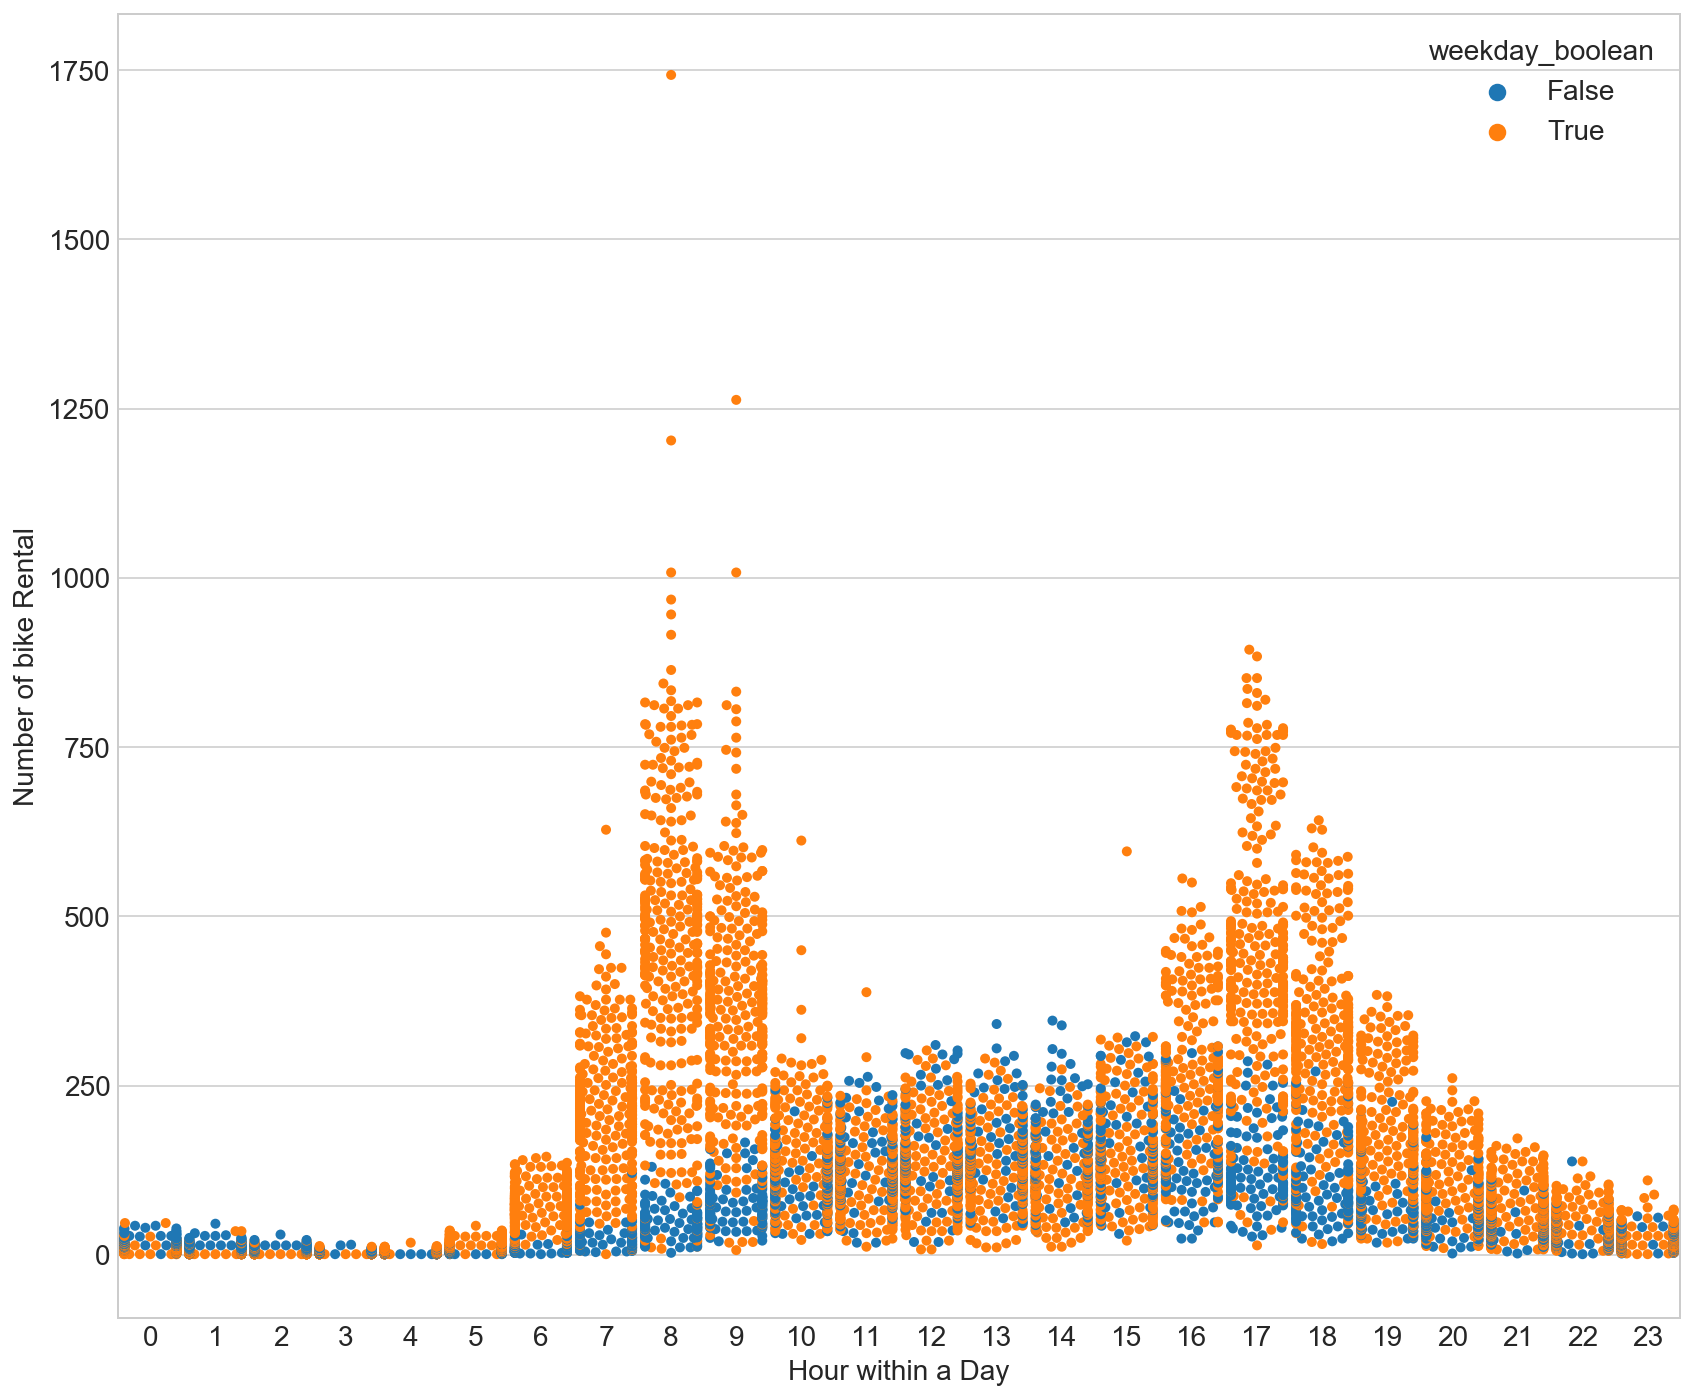 weekday_boolean
False
True
1750
1500
1250
1000
750
500
250
0
Number of bike Rental
0 1 2 3 4 5 6 7 8 9 10 11 12 13 14 15 16 17 18 19 20 21 22 23
Hour within a Day